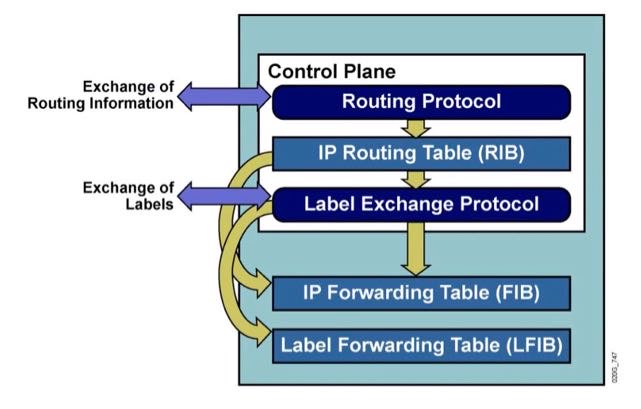 Control Plane
Exchange of
Routing Information
Routing Protocol
IP Routing Table (RIB)
Exchange of
Labels
Label Exchange Protocol
IP Forwarding Table (FIB)
Label Forwarding Table (LFIB)
020G_747